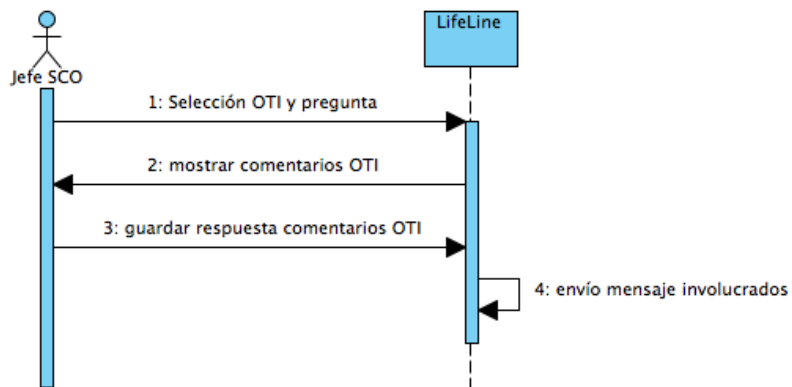 LifeLine
Jefe SCO
1: Selección OTI y pregunta
2: mostrar comentarios OTI
3: guardar respuesta comentarios OTI
4: envío mensaje involucrados